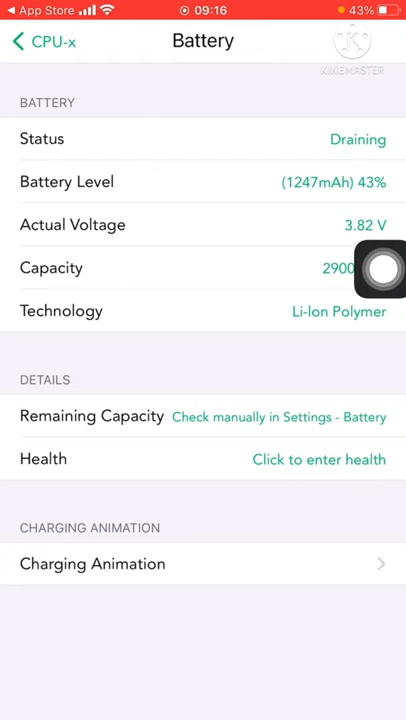 App Store 09:16 43%
CPU-x Battery
KINEMASTER
BATTERY
Status Draining
Battery Level (1247mAh) 43%
Actual Voltage 3.82 V
Capacity 2900
Technology Li-Ion Polymer
DETAILS
Remaining Capacity Check manually in Settings - Battery
Health Click to enter health
CHARGING ANIMATION
Charging Animation